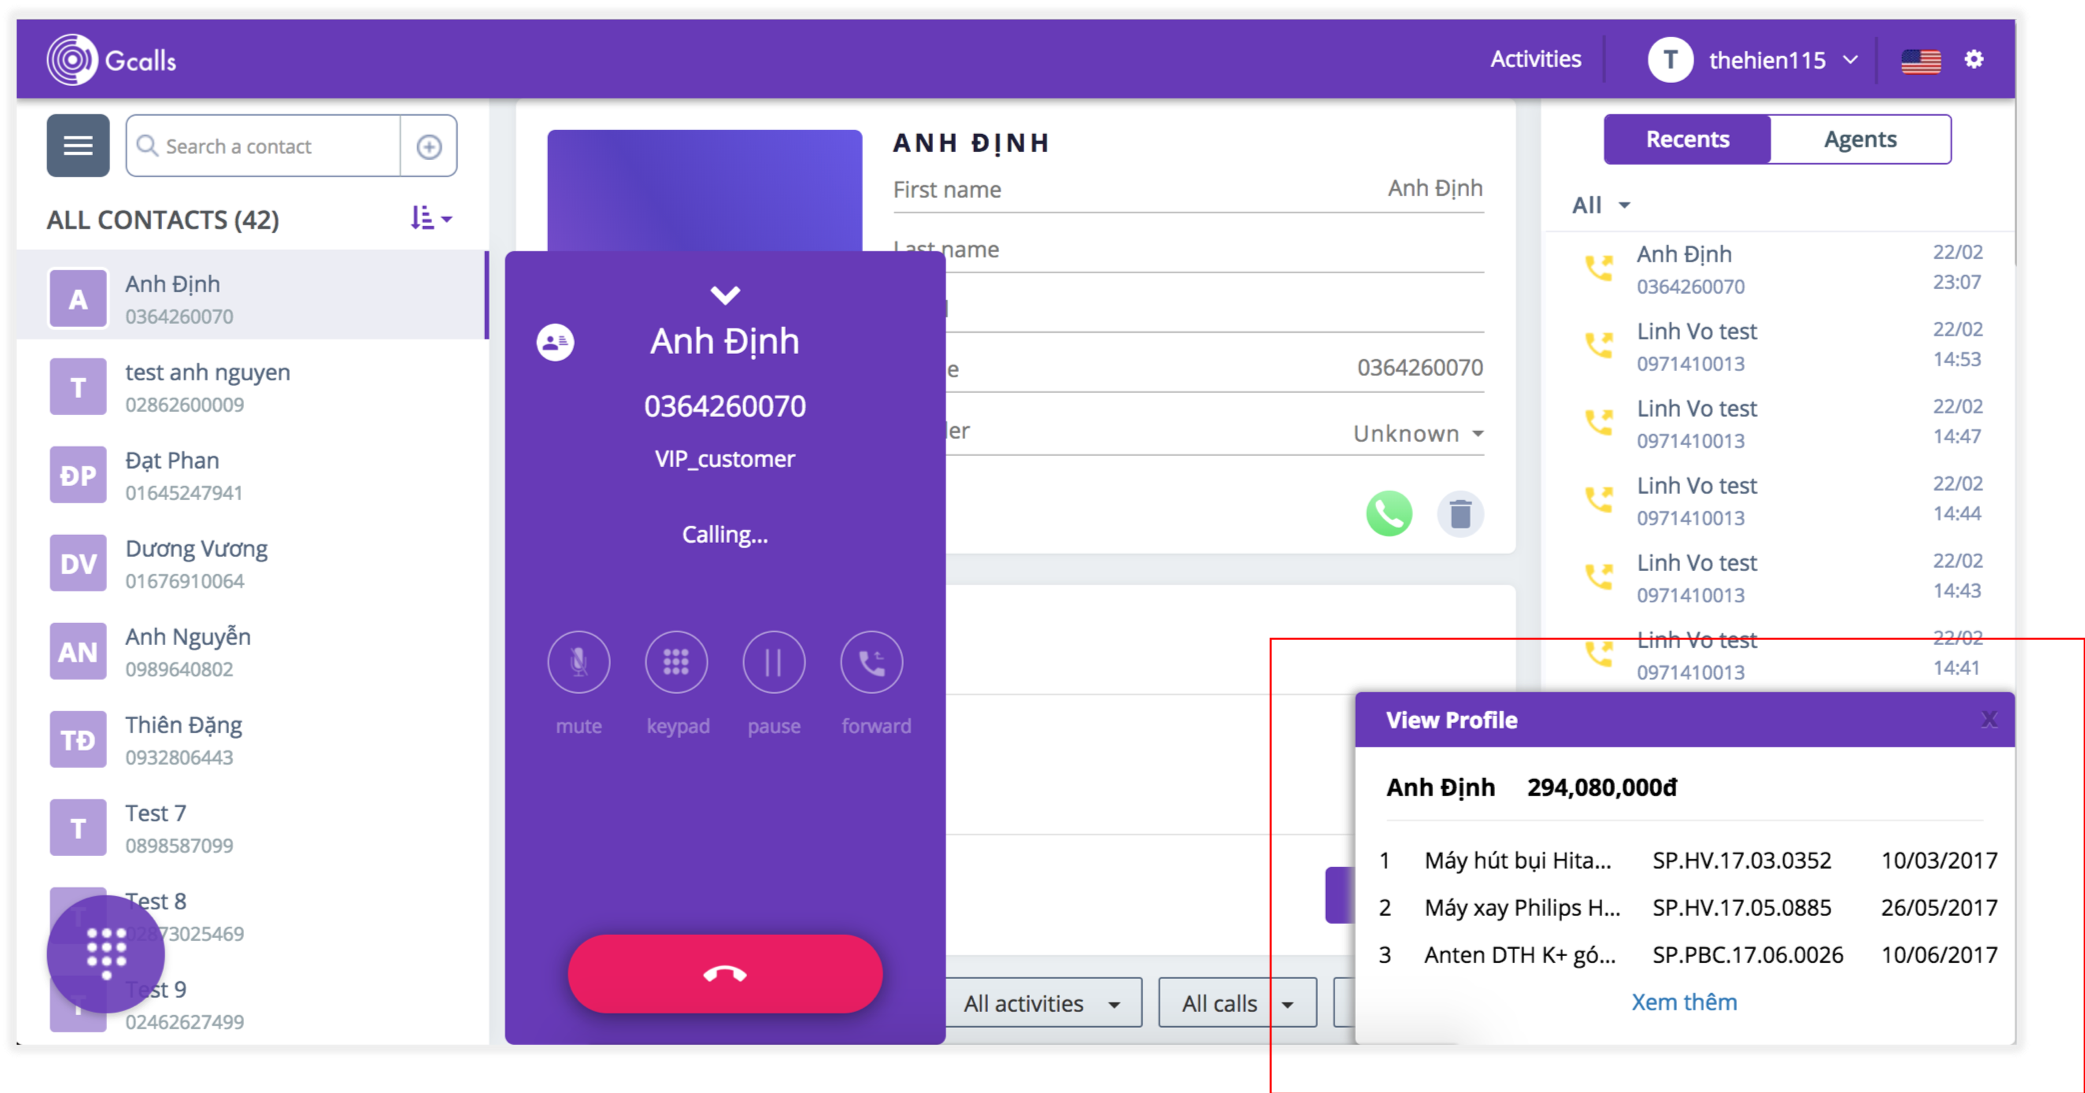 Gcalls
Activities
T
thehien115
Search a contact
ALL CONTACTS (42)
A
Anh Định
0364260070
T
test anh nguyen
02862600009
ĐP
Đạt Phan
01645247941
DV
Dương Vương
01676910064
AN
Anh Nguyễn
0989640802
TĐ
Thiên Đặng
0932806443
T
Test 7
0898587099
T
Test 8
02873025469
T
Test 9
02462627499
ANH ĐỊNH
First name
Anh Định
Last name
e
0364260070
der
Unknown
Anh Định
0364260070
VIP_customer
Calling...
mute
keypad
pause
forward
All activities
All calls
Recents
Agents
All
Anh Định
22/02
0364260070
23:07
Linh Vo test
22/02
0971410013
14:53
Linh Vo test
22/02
0971410013
14:47
Linh Vo test
22/02
0971410013
14:44
Linh Vo test
22/02
0971410013
14:43
Linh Vo test
22/02
0971410013
14:41
View Profile
X
Anh Định 294,080,000đ
1 Máy hút bụi Hita... SP.HV.17.03.0352 10/03/2017
2 Máy xay Philips H... SP.HV.17.05.0885 26/05/2017
3 Anten DTH K+ gó... SP.PBC.17.06.0026 10/06/2017
Xem thêm